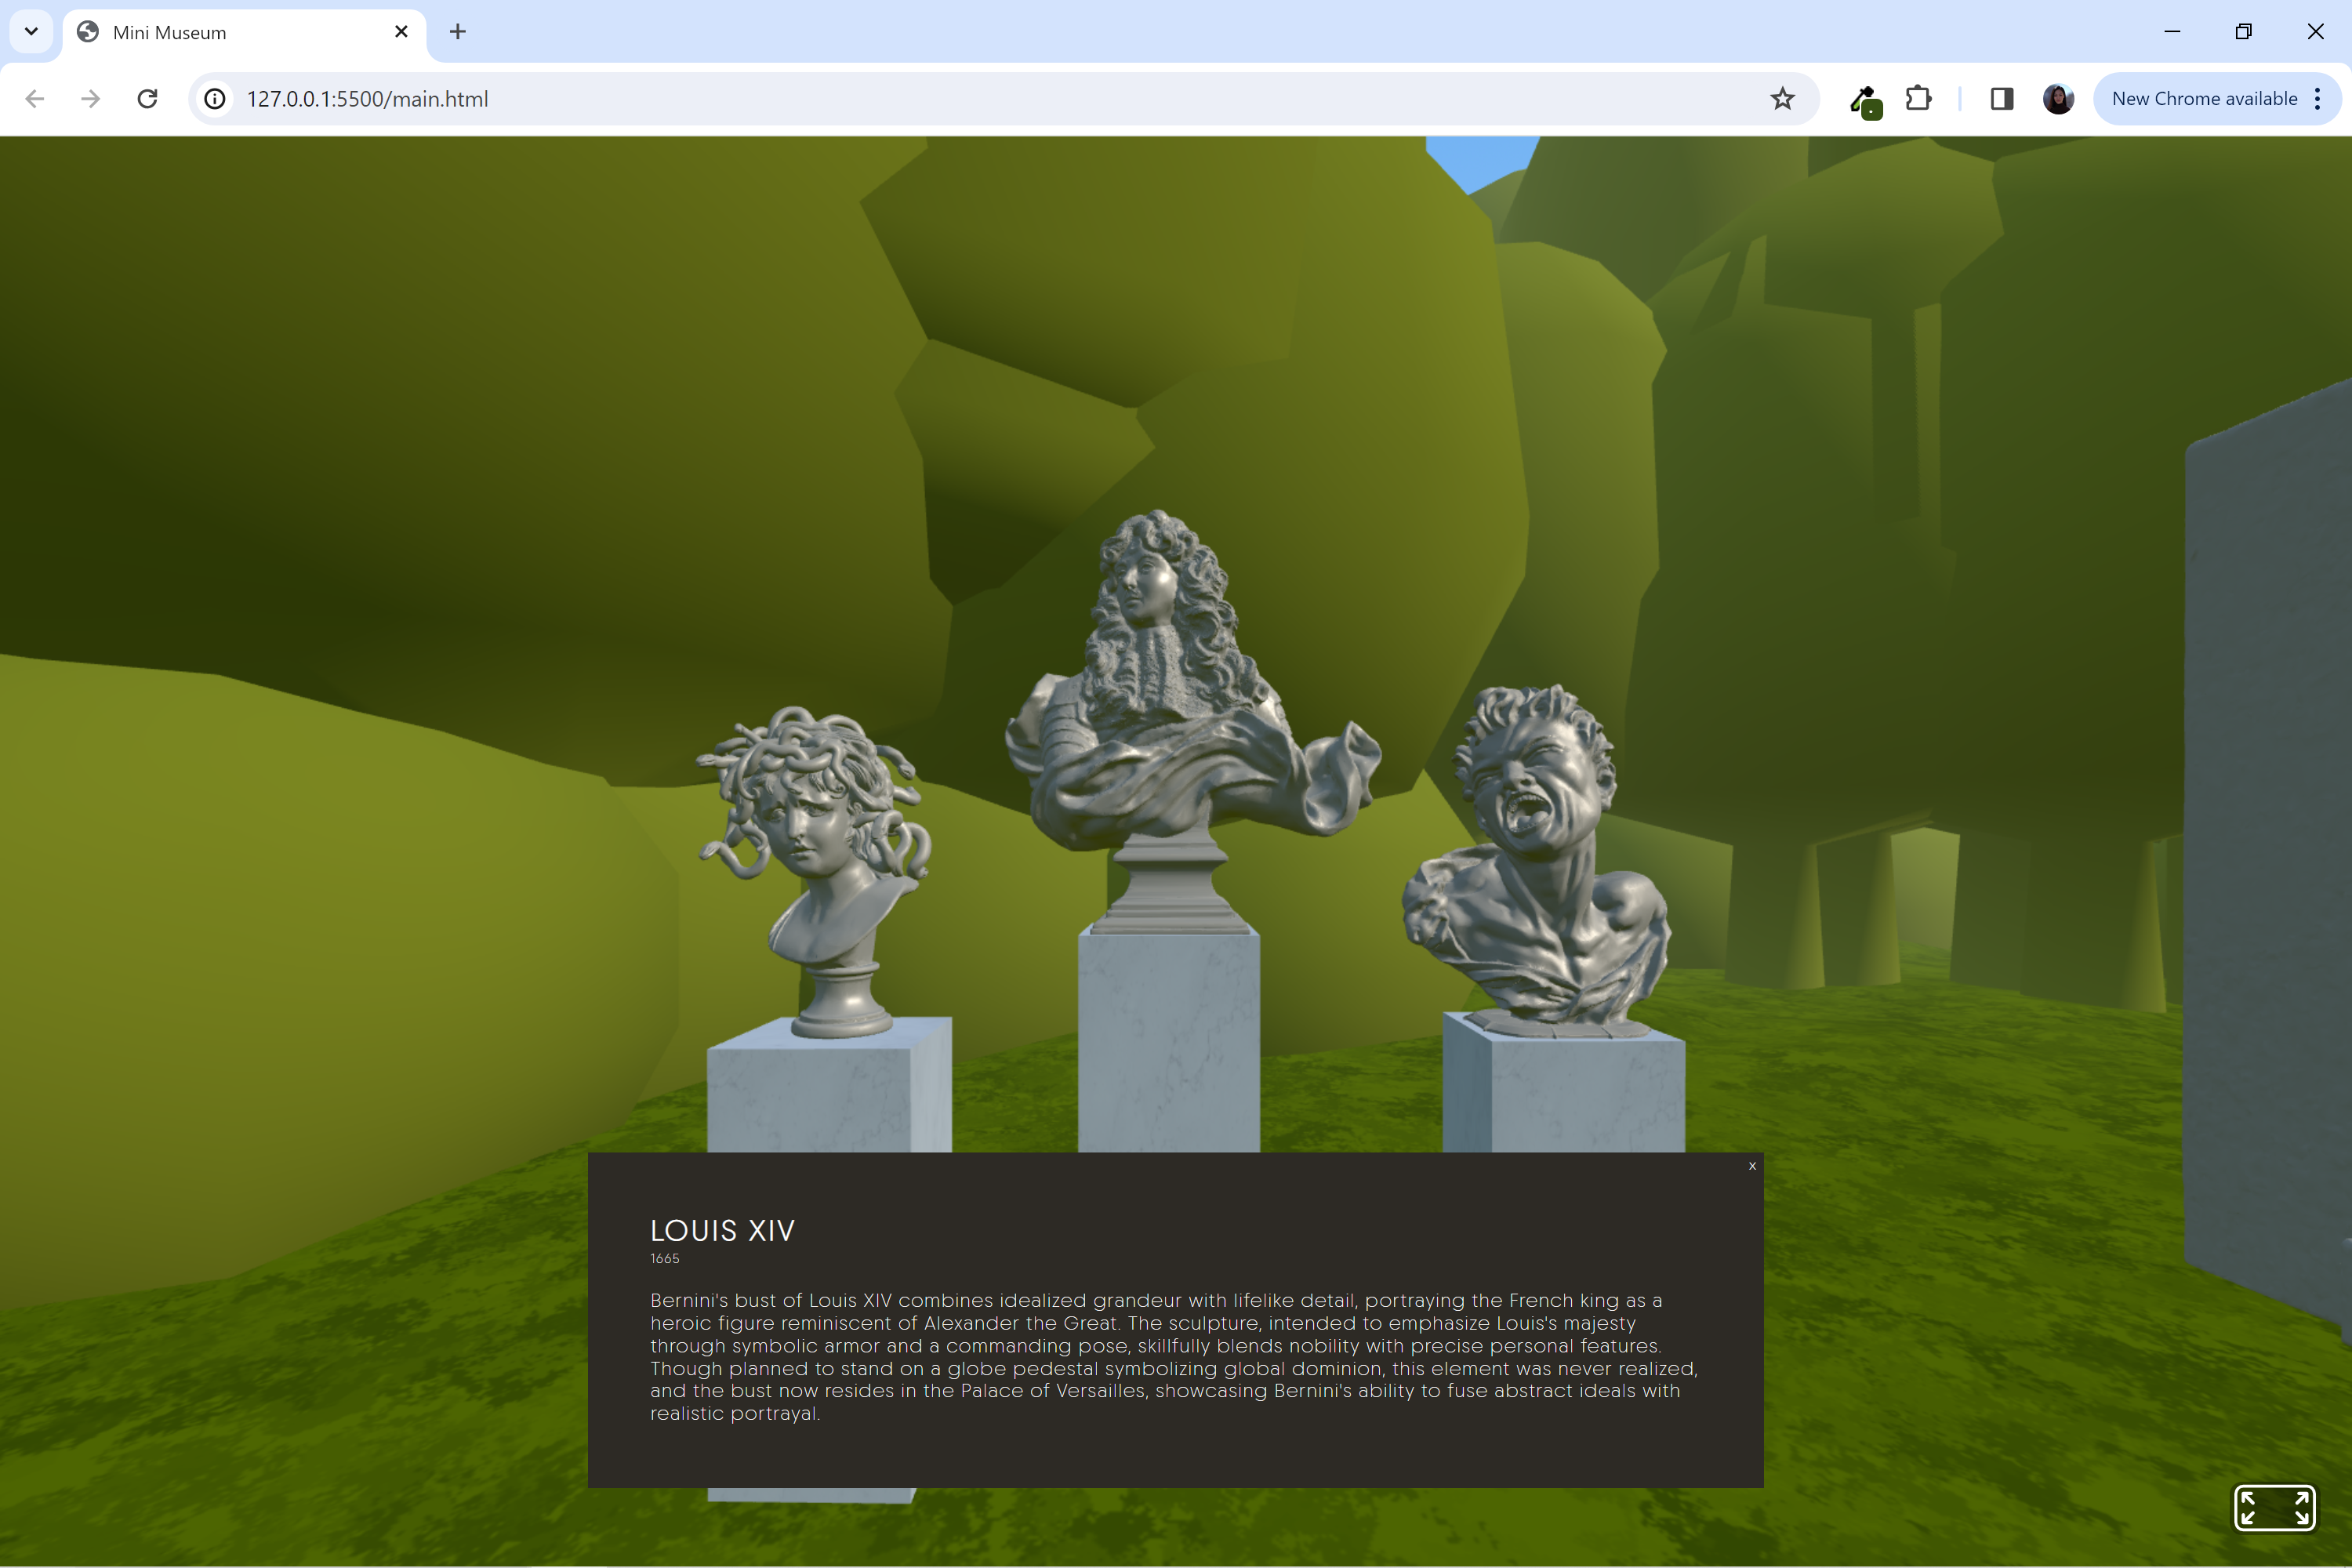 Mini Museum
127.0.0.1:5500/main.html
New Chrome available
x
LOUIS XIV
1665
Bernini's bust of Louis XIV combines idealized grandeur with lifelike detail, portraying the French king as a
heroic figure reminiscent of Alexander the Great. The sculpture, intended to emphasize Louis's majesty
through symbolic armor and a commanding pose, skillfully blends nobility with precise personal features.
Though planned to stand on a globe pedestal symbolizing global dominion, this element was never realized,
and the bust now resides in the Palace of Versailles, showcasing Bernini's ability to fuse abstract ideals with
realistic portrayal.